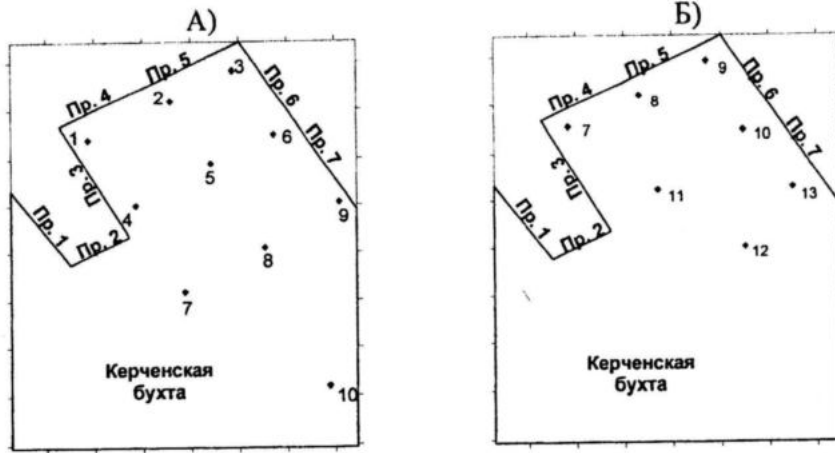 А)
Пр. 5
Пр. 4
3
2
Пр. 6
1
6
Пр. 7
Пр. 3
5
9
4
Пр. 1
Пр. 2
8
7
Керченская
бухта
10
Б)
Пр. 5
9
Пр. 4
8
Пр. 6
7
10
Пр. 7
Пр. 3
11
13
Пр. 1
Пр. 2
12
Керченская
бухта